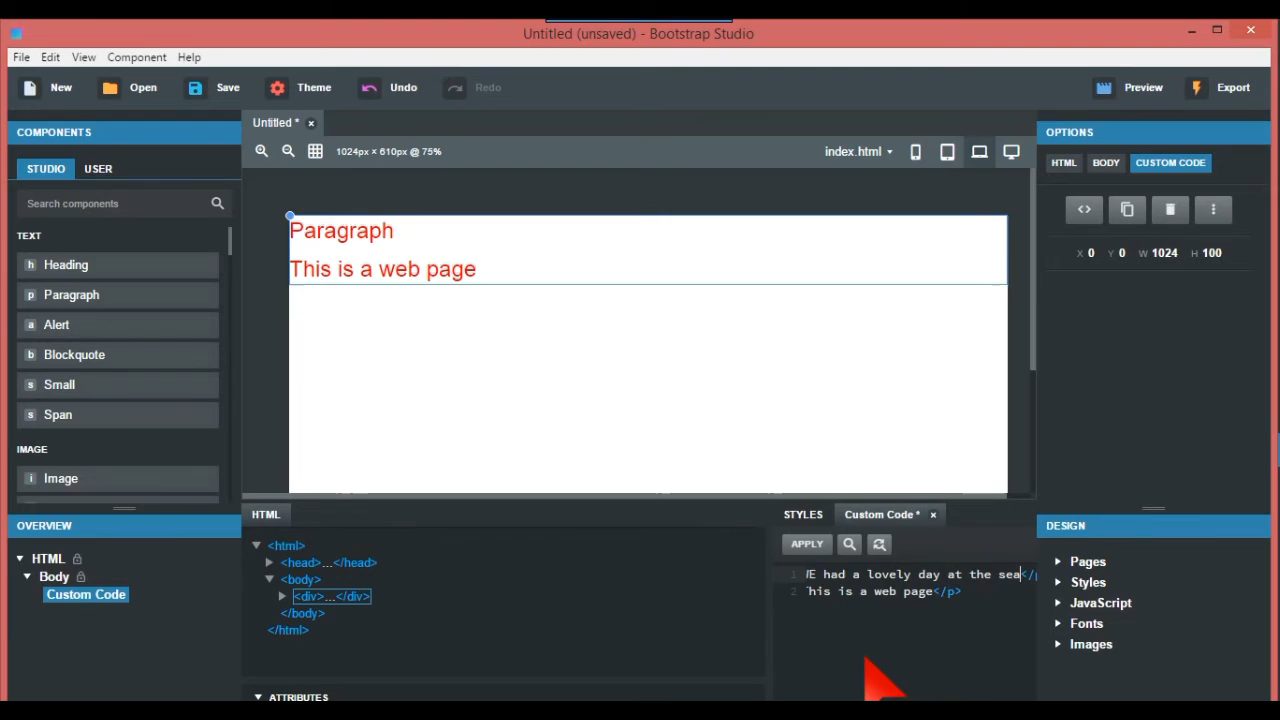 Untitled (unsaved) - Bootstrap Studio
File Edit View Component Help
New Open Save Theme Undo Redo Preview Export
COMPONENTS
STUDIO USER
Search components
TEXT
h Heading
p Paragraph
a Alert
b Blockquote
s Small
s Span
IMAGE
i Image
Untitled *
1024px × 610px @ 75%
index.html
Paragraph
This is a web page
OPTIONS
HTML BODY CUSTOM CODE
X 0 Y 0 W 1024 H 100
OVERVIEW
HTML
Body
Custom Code
HTML
<html>
<head>...</head>
<body>
<div>...</div>
</body>
</html>
ATTRIBUTES
STYLES Custom Code *
APPLY
1 E had a lovely day at the sea</p
2 This is a web page</p>
DESIGN
Pages
Styles
JavaScript
Fonts
Images